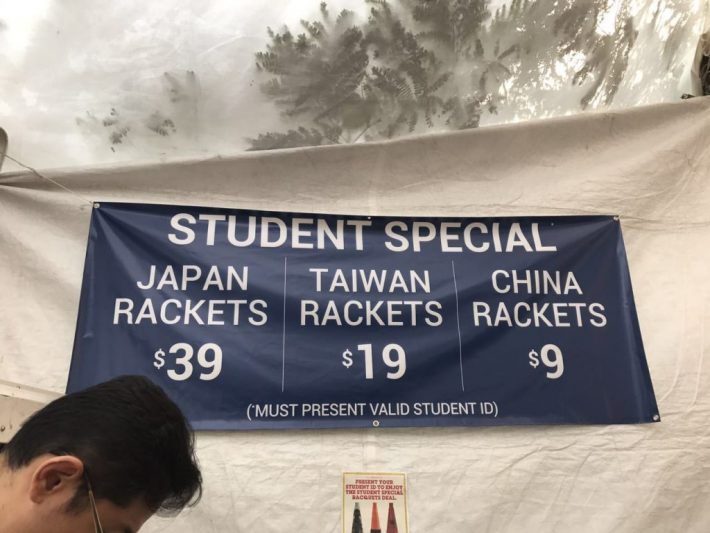 STUDENT SPECIAL
JAPAN RACKETS $39
TAIWAN RACKETS $19
CHINA RACKETS $9
(*MUST PRESENT VALID STUDENT ID)
PRESENT YOUR
STUDENT ID TO ENJOY
THE STUDENT SPECIAL
RACQUETS DEAL.